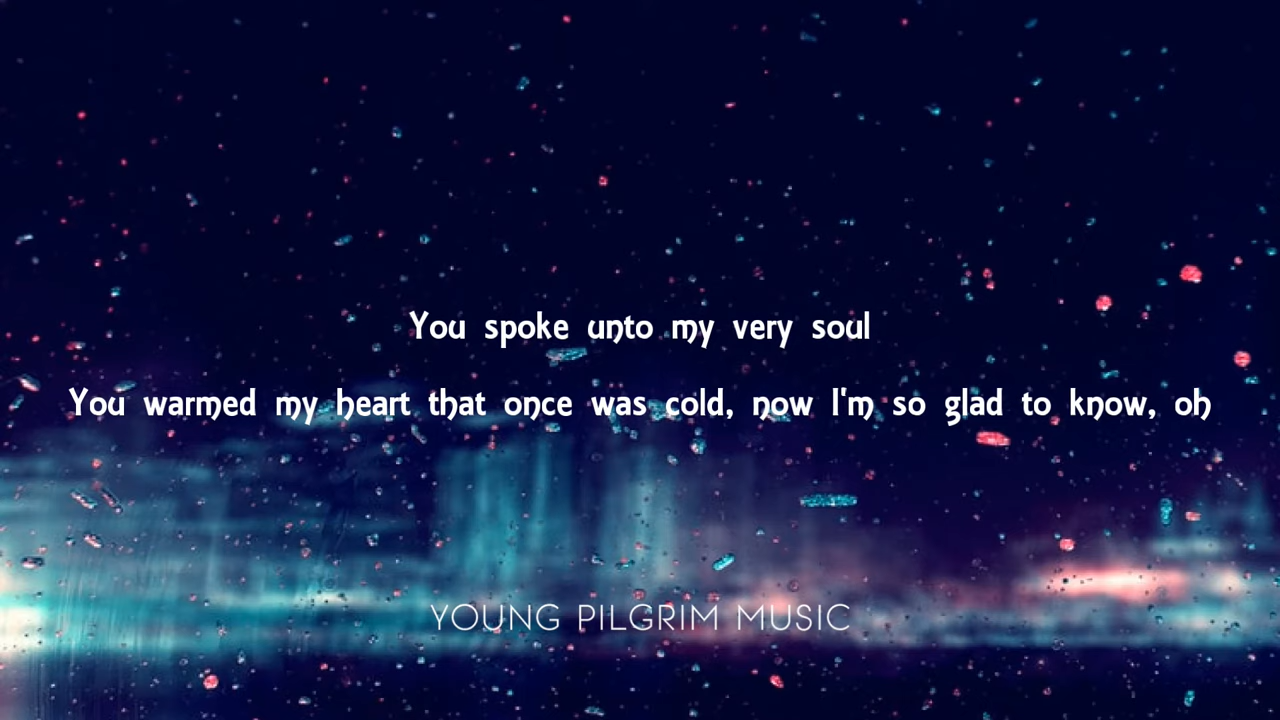 You spoke unto my very soul
You warmed my heart that once was cold, now I'm so glad to know, oh
YOUNG PILGRIM MUSIC